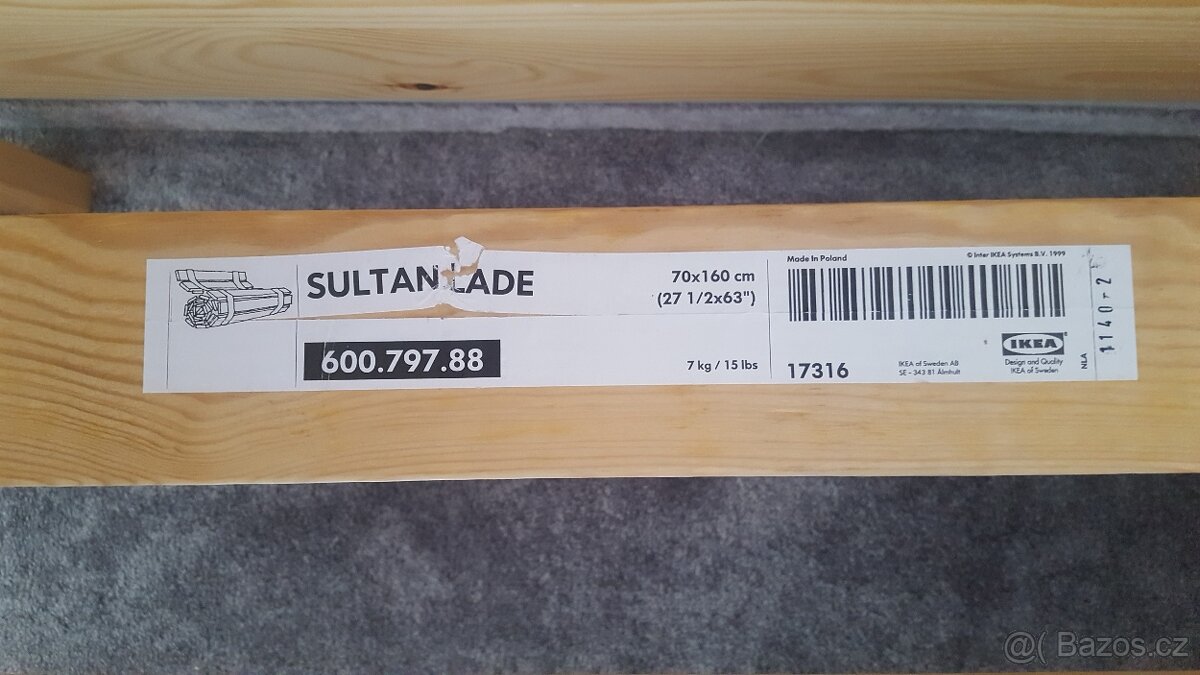 SULTAN LADE
70x160 cm
(27 1/2x63")
600.797.88
7 kg / 15 lbs
Made In Poland
© Inter IKEA Systems B.V. 1999
17316
IKEA of Sweden AB
SE - 343 81 Älmhult
IKEA®
Design and Quality
IKEA of Sweden
NLA
1140-2
@( Bazos.cz